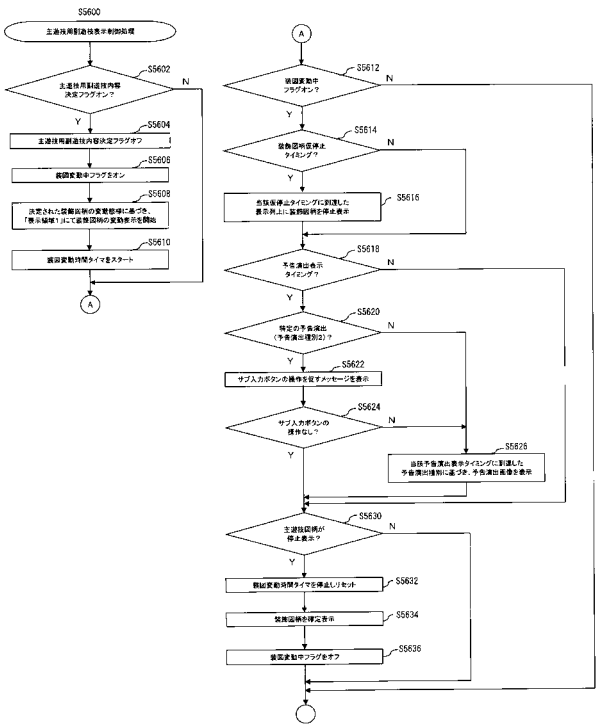 S5600
主遊技用副遊技表示制御処理
S5602
主遊技用副遊技内容
決定フラグオン？
N
Y
S5604
主遊技用副遊技内容決定フラグオフ
S5606
装図変動中フラグをオン
S5608
決定された装飾図柄の変動態様に基づき、
「表示領域1」にて装飾図柄の変動表示を開始
S5610
装図変動時間タイマをスタート
A
A
S5612
装図変動中
フラグオン？
N
Y
S5614
装飾図柄仮停止
タイミング？
N
Y
S5616
当該仮停止タイミングに到達した
表示列上に装飾図柄を停止表示
S5618
予告演出表示
タイミング？
N
Y
S5620
特定の予告演出
(予告演出種別2)？
N
Y
S5622
サブ入力ボタンの操作を促すメッセージを表示
S5624
サブ入力ボタンの
操作なし？
N
Y
S5626
当該予告演出表示タイミングに到達した
予告演出種別に基づき、予告演出画像を表示
S5630
主遊技図柄が
停止表示？
N
Y
S5632
装図変動時間タイマを停止しリセット
S5634
装飾図柄を確定表示
S5636
装図変動中フラグをオフ